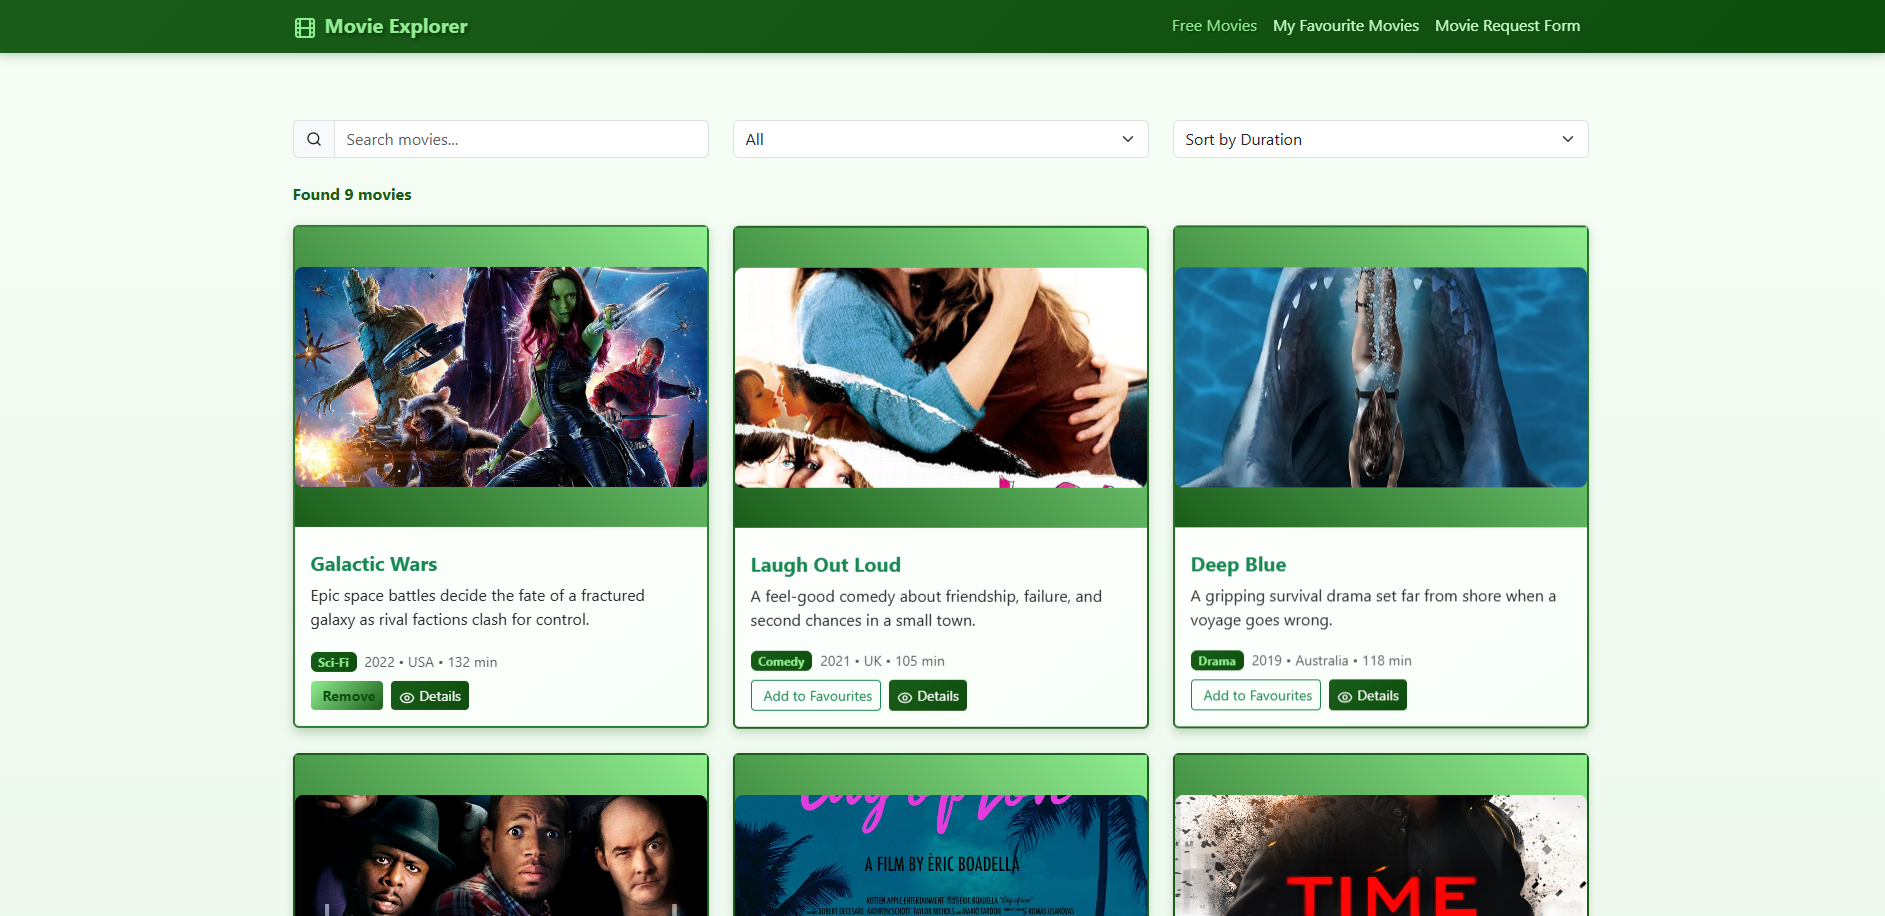 Movie Explorer
Free Movies
My Favourite Movies
Movie Request Form
Search movies...
All
Sort by Duration
Found 9 movies
Galactic Wars
Epic space battles decide the fate of a fractured
galaxy as rival factions clash for control.
Sci-Fi 2022 • USA • 132 min
Remove
Details
Laugh Out Loud
A feel-good comedy about friendship, failure, and
second chances in a small town.
Comedy 2021 • UK • 105 min
Add to Favourites
Details
Deep Blue
A gripping survival drama set far from shore when a
voyage goes wrong.
Drama 2019 • Australia • 118 min
Add to Favourites
Details
A FILM BY ÈRIC BOADELLA
ROTTEN APPLE ENTERTAINMENT
TIME